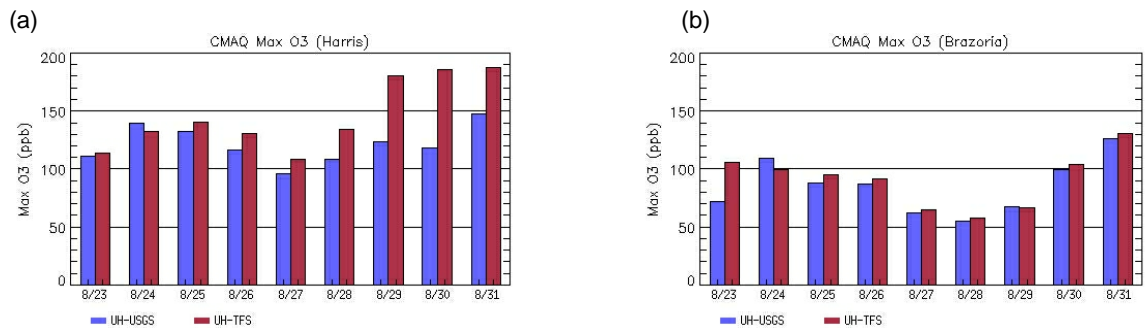 (a)
CMAQ Max O3 (Harris)
200
150
100
50
0
Max O3 (ppb)
8/23 8/24 8/25 8/26 8/27 8/28 8/29 8/30 8/31
UH-USGS UH-TFS
(b)
CMAQ Max O3 (Brazoria)
200
150
100
50
0
Max O3 (ppb)
8/23 8/24 8/25 8/26 8/27 8/28 8/29 8/30 8/31
UH-USGS UH-TFS